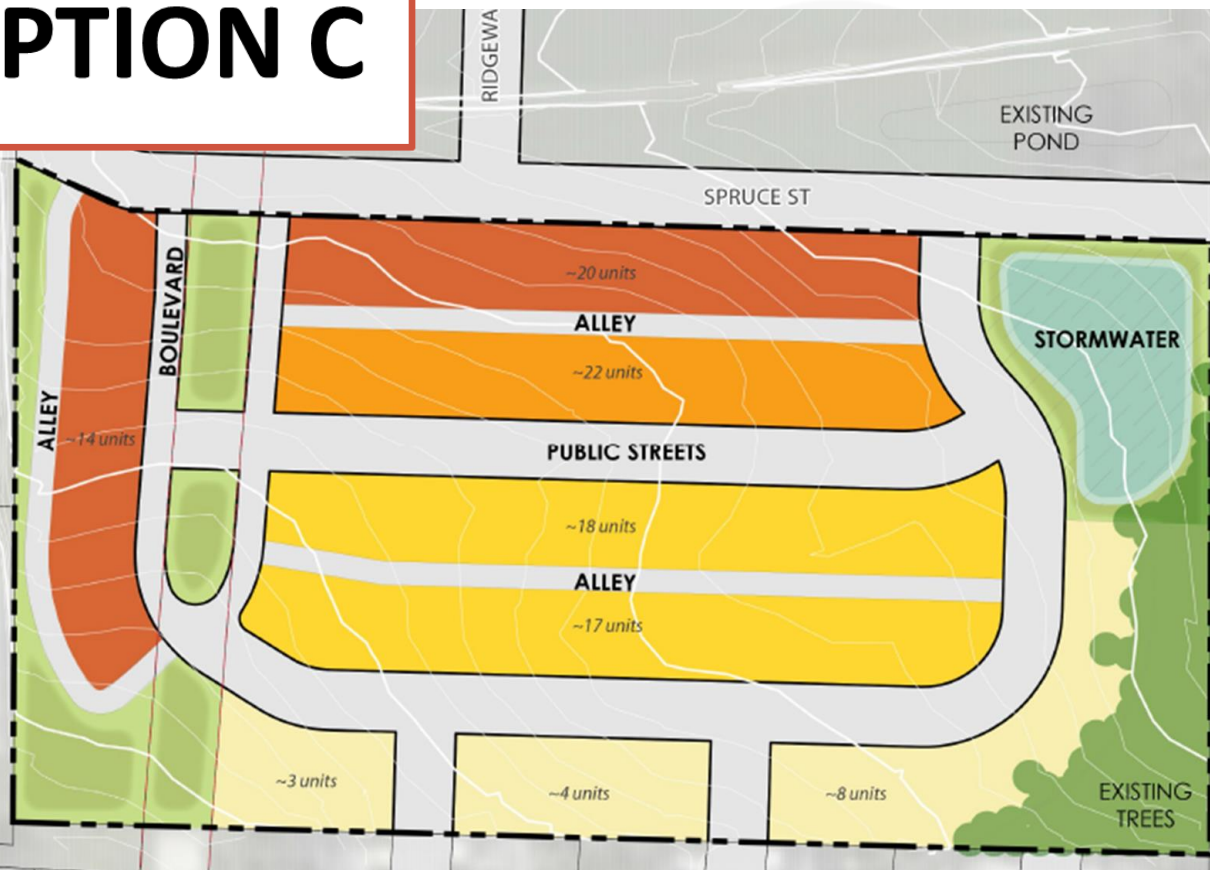 PTION C
RIDGEWA
EXISTING
POND
SPRUCE ST
~20 units
BOULEVARD
ALLEY
STORMWATER
~22 units
ALLEY
~14 units
PUBLIC STREETS
~18 units
ALLEY
~17 units
~3 units
~4 units
~8 units
EXISTING
TREES